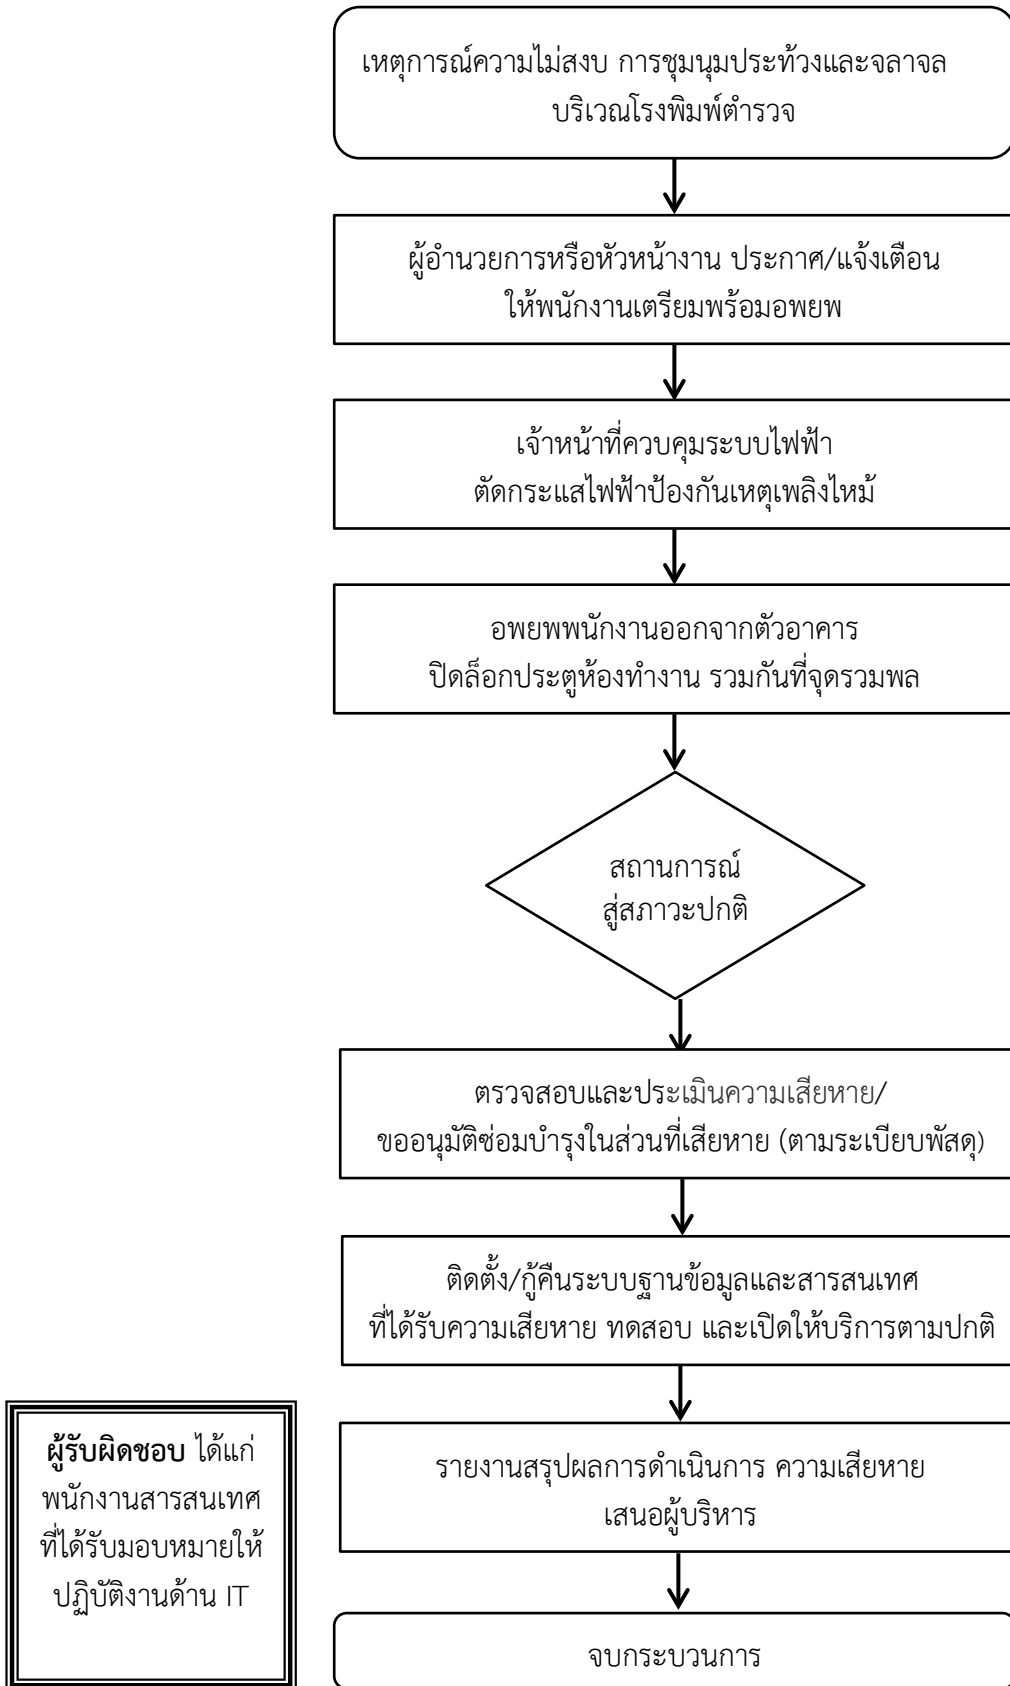 เหตุการณ์ความไม่สงบ การชุมนุมประท้วงและจลาจล
บริเวณโรงพิมพ์ตำรวจ
ผู้อำนวยการหรือหัวหน้างาน ประกาศ/แจ้งเตือน
ให้พนักงานเตรียมพร้อมอพยพ
เจ้าหน้าที่ควบคุมระบบไฟฟ้า
ตัดกระแสไฟฟ้าป้องกันเหตุเพลิงไหม้
อพยพพนักงานออกจากตัวอาคาร
ปิดล็อกประตูห้องทำงาน รวมกันที่จุดรวมพล
สถานการณ์
สู่สภาวะปกติ
ตรวจสอบและประเมินความเสียหาย/
ขออนุมัติซ่อมบำรุงในส่วนที่เสียหาย (ตามระเบียบพัสดุ)
ติดตั้ง/กู้คืนระบบฐานข้อมูลและสารสนเทศ
ที่ได้รับความเสียหาย ทดสอบ และเปิดให้บริการตามปกติ
รายงานสรุปผลการดำเนินการ ความเสียหาย
เสนอผู้บริหาร
จบกระบวนการ
ผู้รับผิดชอบ ได้แก่
พนักงานสารสนเทศ
ที่ได้รับมอบหมายให้
ปฏิบัติงานด้าน IT